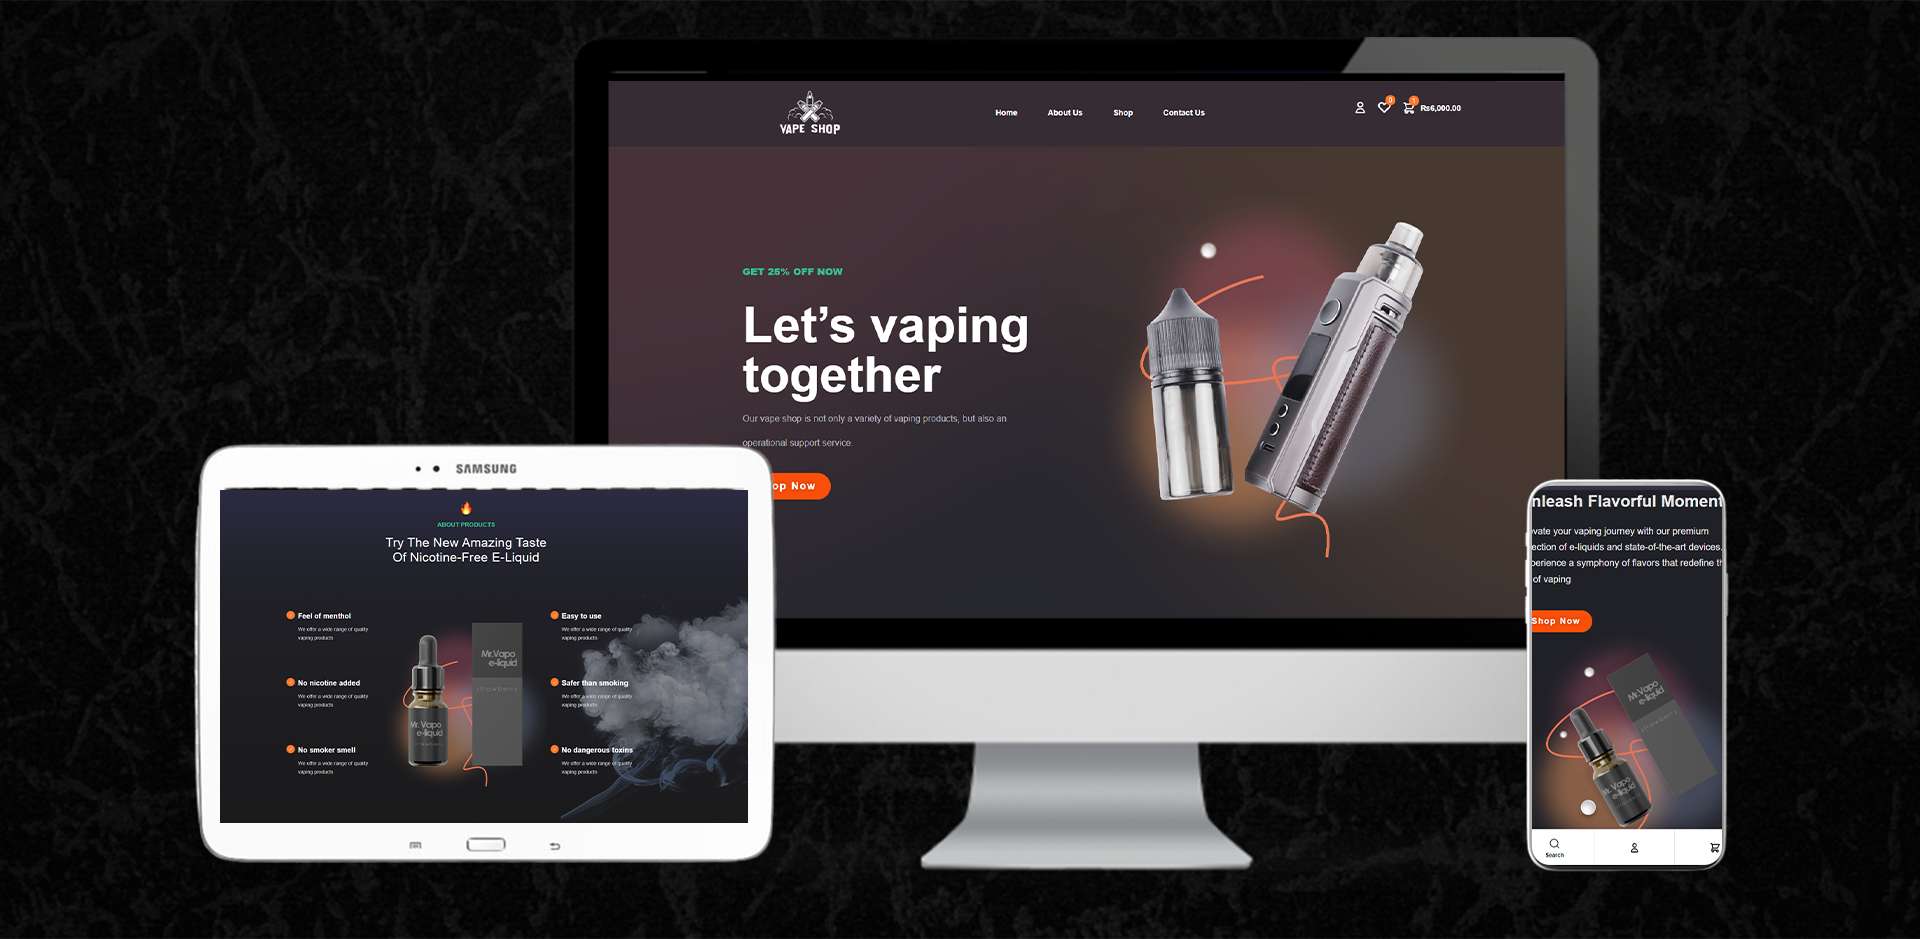 VAPE SHOP
Home About Us Shop Contact Us
0 1 Rs6,000.00
GET 25% OFF NOW
Let’s vaping
together
Our vape shop is not only a variety of vaping products, but also an
operational support service.
op Now
SAMSUNG
ABOUT PRODUCTS
Try The New Amazing Taste
Of Nicotine-Free E-Liquid
Feel of menthol
We offer a wide range of quality
vaping products
No nicotine added
We offer a wide range of quality
vaping products
No smoker smell
We offer a wide range of quality
vaping products
Mr.Vapo
e-liquid
Mr.Vapo
e-liquid
Easy to use
We offer a wide range of quality
vaping products
Safer than smoking
We offer a wide range of quality
vaping products
No dangerous toxins
We offer a wide range of quality
vaping products
nleash Flavorful Moment
vate your vaping journey with our premium
ection of e-liquids and state-of-the-art devices.
perience a symphony of flavors that redefine th
of vaping
Shop Now
Mr.Vapo
e-liquid
Mr.Vapo
e-liquid
Search